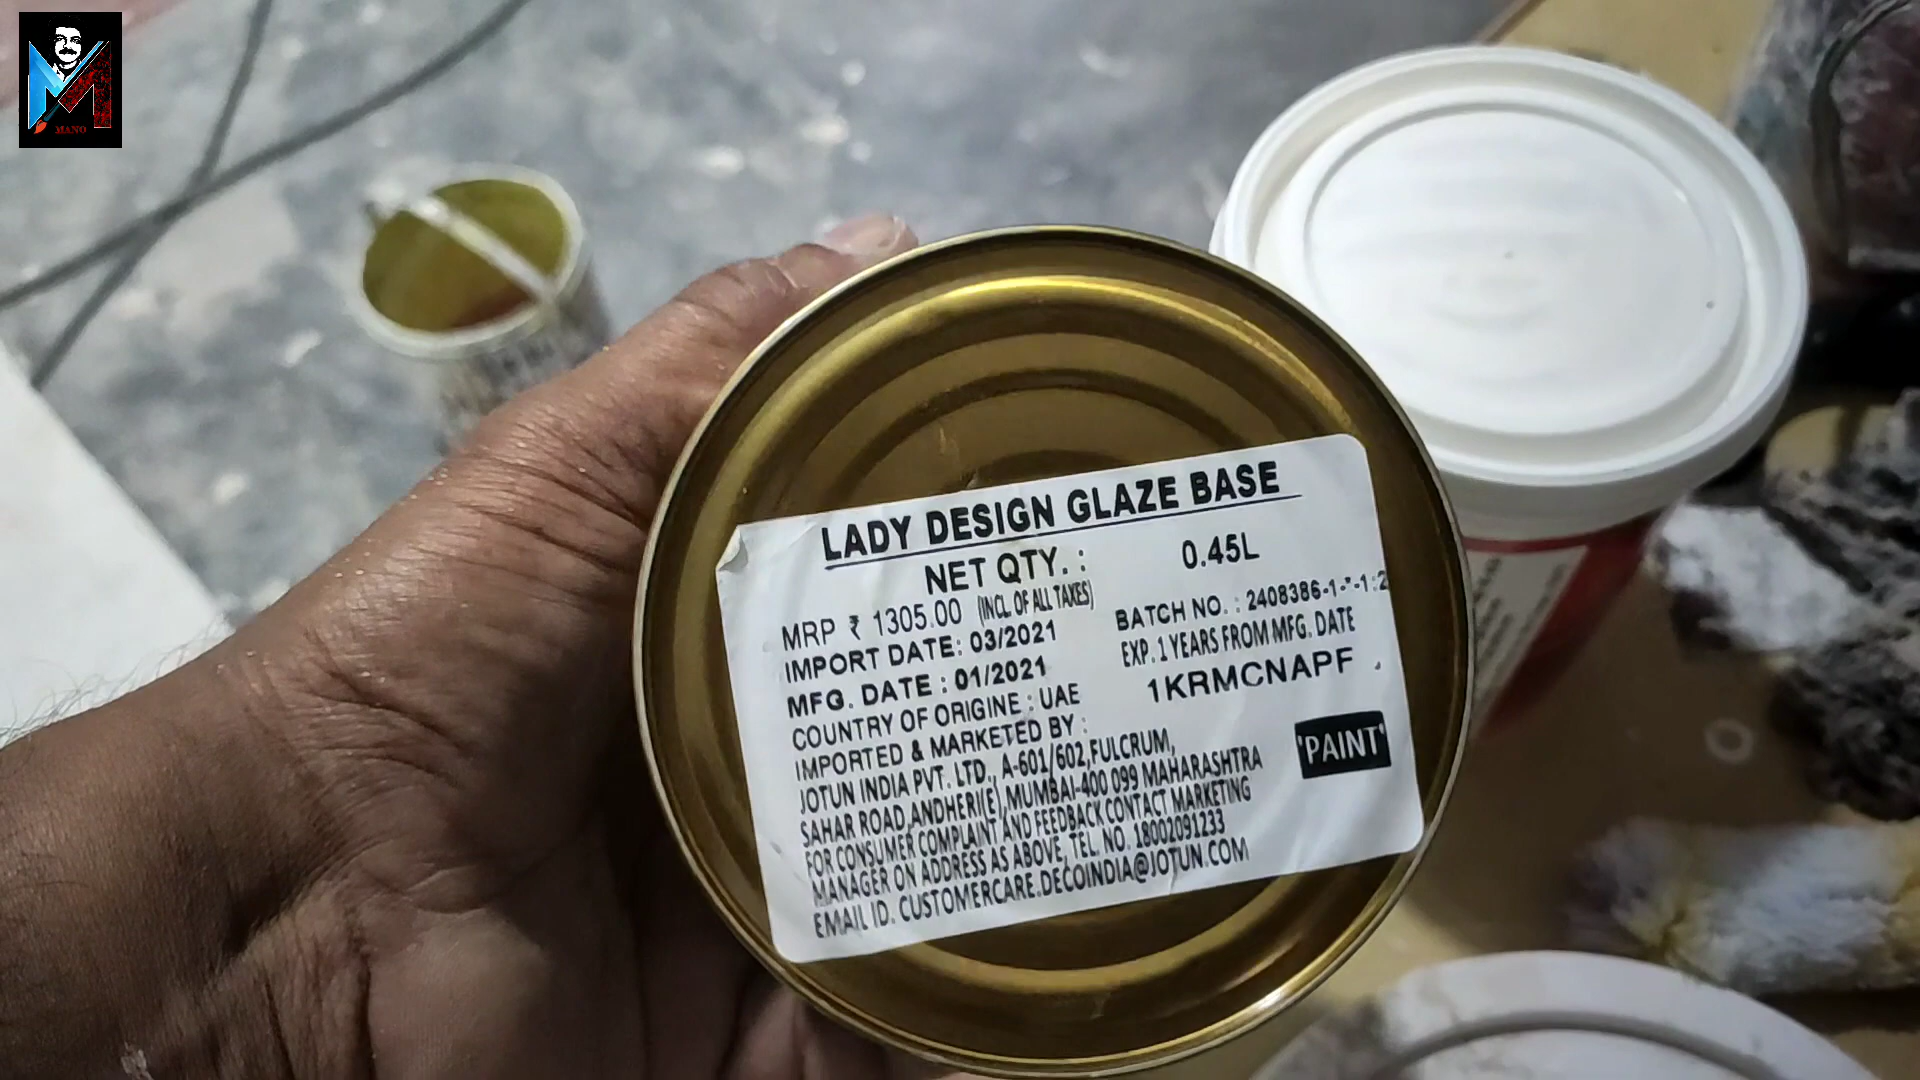 MANO
LADY DESIGN GLAZE BASE
NET QTY. : 0.45L
MRP ₹ 1305.00 (INCL. OF ALL TAXES)
BATCH NO. : 2408386-1-*-1:2
IMPORT DATE: 03/2021
EXP. 1 YEARS FROM MFG. DATE
MFG. DATE : 01/2021
1KRMCNAPF
COUNTRY OF ORIGINE : UAE
IMPORTED & MARKETED BY :
JOTUN INDIA PVT. LTD., A-601/602,FULCRUM,
SAHAR ROAD,ANDHERI(E),MUMBAI-400 099 MAHARASHTRA
FOR CONSUMER COMPLAINT AND FEEDBACK CONTACT MARKETING
MANAGER ON ADDRESS AS ABOVE, TEL. NO. 18002091233
EMAIL ID. CUSTOMERCARE.DECOINDIA@JOTUN.COM
'PAINT'